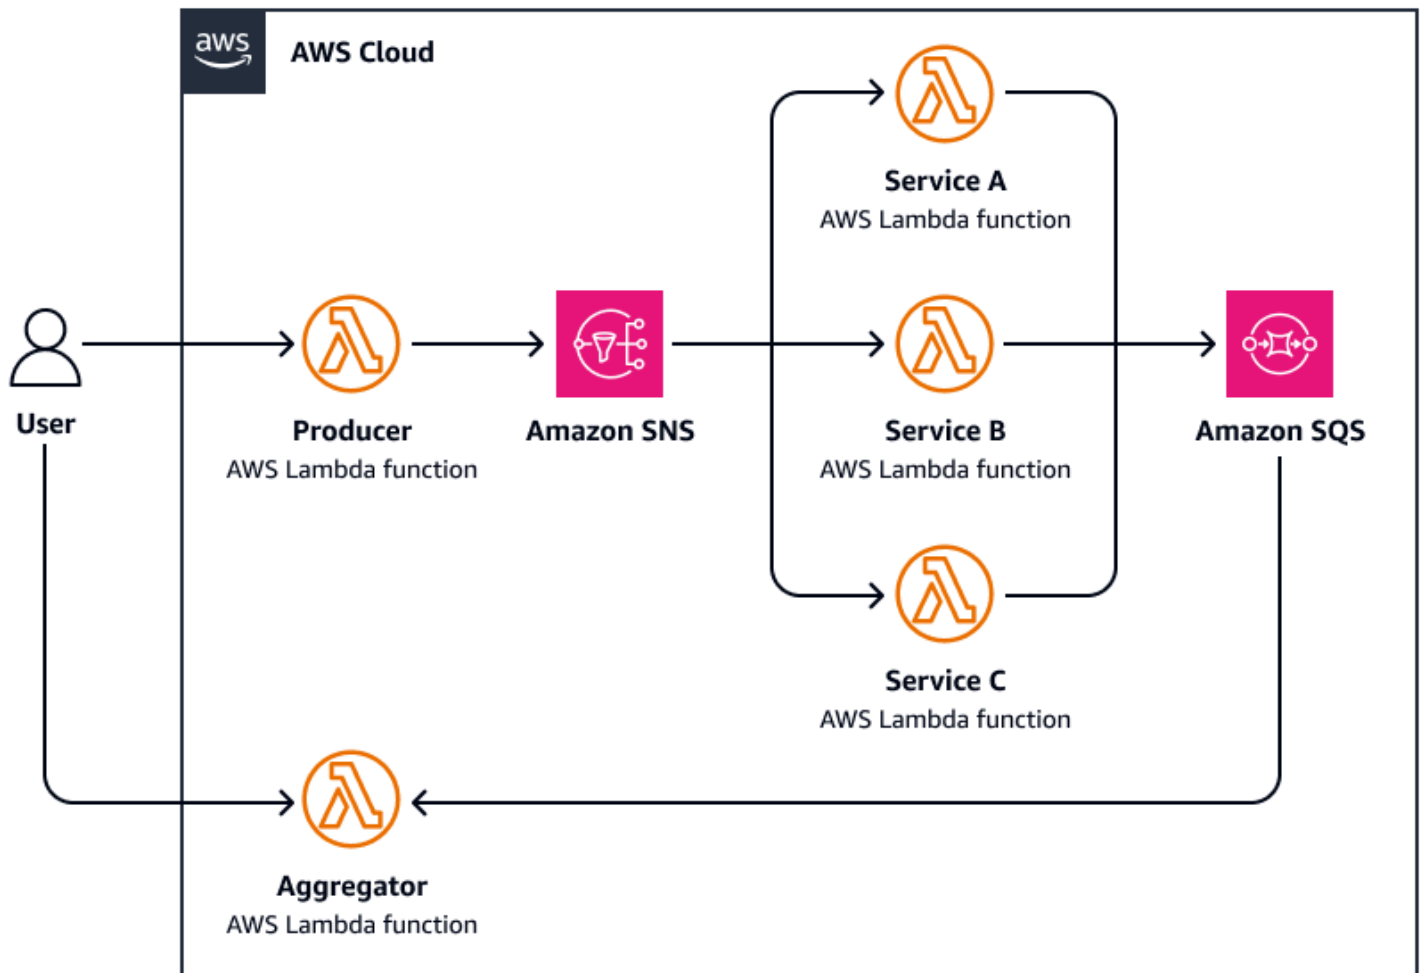 aws
AWS Cloud
Service A
AWS Lambda function
User
Producer
AWS Lambda function
Amazon SNS
Service B
AWS Lambda function
Amazon SQS
Service C
AWS Lambda function
Aggregator
AWS Lambda function